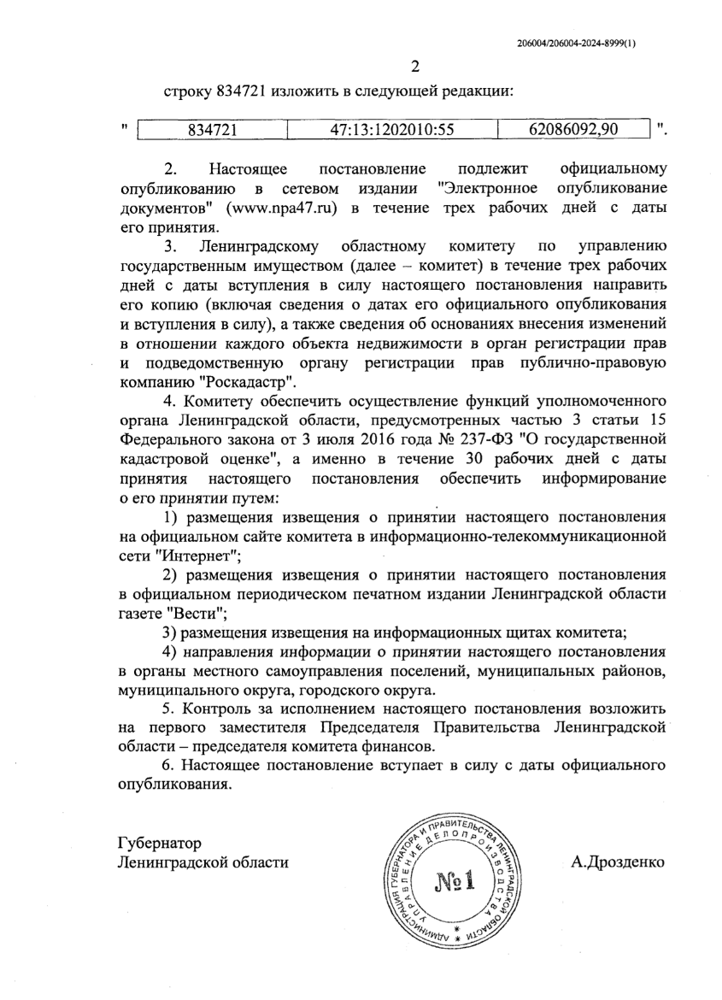 206004/206004-2024-8999(1)
2
строку 834721 изложить в следующей редакции:
" 834721 47:13:1202010:55 62086092,90 ".
2. Настоящее постановление подлежит официальному
опубликованию в сетевом издании "Электронное опубликование
документов" (www.npa47.ru) в течение трех рабочих дней с даты
его принятия.
3. Ленинградскому областному комитету по управлению
государственным имуществом (далее – комитет) в течение трех рабочих
дней с даты вступления в силу настоящего постановления направить
его копию (включая сведения о датах его официального опубликования
и вступления в силу), а также сведения об основаниях внесения изменений
в отношении каждого объекта недвижимости в орган регистрации прав
и подведомственную органу регистрации прав публично-правовую
компанию "Роскадастр".
4. Комитету обеспечить осуществление функций уполномоченного
органа Ленинградской области, предусмотренных частью 3 статьи 15
Федерального закона от 3 июля 2016 года № 237-ФЗ "О государственной
кадастровой оценке", а именно в течение 30 рабочих дней с даты
принятия настоящего постановления обеспечить информирование
о его принятии путем:
1) размещения извещения о принятии настоящего постановления
на официальном сайте комитета в информационно-телекоммуникационной
сети "Интернет";
2) размещения извещения о принятии настоящего постановления
в официальном периодическом печатном издании Ленинградской области
газете "Вести";
3) размещения извещения на информационных щитах комитета;
4) направления информации о принятии настоящего постановления
в органы местного самоуправления поселений, муниципальных районов,
муниципального округа, городского округа.
5. Контроль за исполнением настоящего постановления возложить
на первого заместителя Председателя Правительства Ленинградской
области – председателя комитета финансов.
6. Настоящее постановление вступает в силу с даты официального
опубликования.
Губернатор
Ленинградской области А.Дрозденко
АДМИНИСТРАЦИЯ ГУБЕРНАТОРА И ПРАВИТЕЛЬСТВА ЛЕНИНГРАДСКОЙ ОБЛАСТИ
УПРАВЛЕНИЕ ДЕЛОПРОИЗВОДСТВА
№1